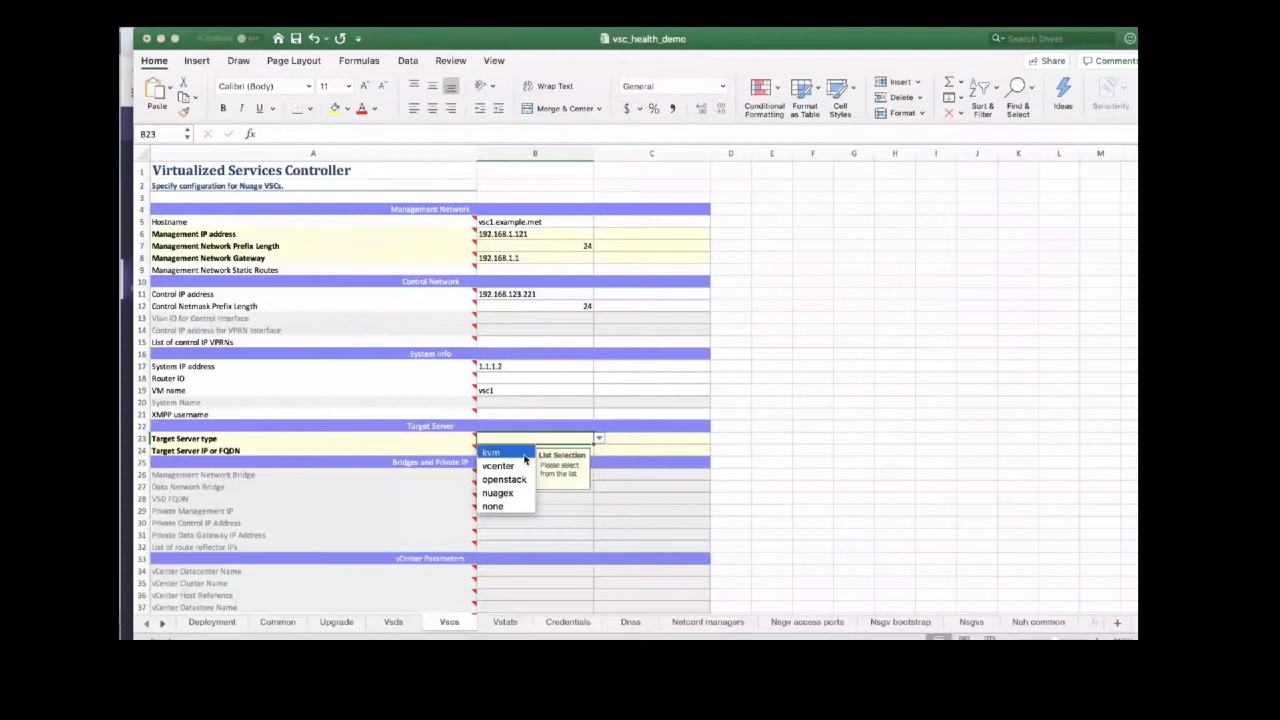 vsc_health_demo
Search Sheet
Home Insert Draw Page Layout Formulas Data Review View Share Comments
Paste Calibri (Body) 11 Wrap Text General Conditional Formatting Format as Table Cell Styles Insert Sort & Filter Find & Select Ideas Sensitivity
Delete
B I U Merge & Center $ % Format
B23 fx
A B C D E F G H I J K L M
1 Virtualized Services Controller
2 Specify configuration for Nuage VSCs.
3
4 Management Network
5 Hostname vsc1.example.met
6 Management IP address 192.168.1.121
7 Management Network Prefix Length 24
8 Management Network Gateway 192.168.1.1
9 Management Network Static Routes
10 Control Network
11 Control IP address 192.168.123.221
12 Control Netmask Prefix Length 24
13 Vlan ID for Control Interface
14 Control IP address for VPRN Interface
15 List of control IP VPRNs
16 System Info
17 System IP address 1.1.1.2
18 Router ID
19 VM name vsc1
20 System Name
21 XMPP username
22 Target Server
23 Target Server type
24 Target Server IP or FQDN
25 Bridges and Private IP
26 Management Network Bridge
27 Data Network Bridge
28 VSD FQDN
29 Private Management IP
30 Private Control IP Address
31 Private Data Gateway IP Address
32 List of route reflector IPs
33 vCenter Parameters
34 vCenter Datacenter Name
35 vCenter Cluster Name
36 vCenter Host Reference
37 vCenter Datastore Name
kvm
vcenter
openstack
nuagex
none
List Selection
Please select
from the list
Deployment Common Upgrade Vsds Vscs Vstats Credentials Dnss Netconf managers Nsgv access ports Nsgv bootstrap Nsgvs Nuh common